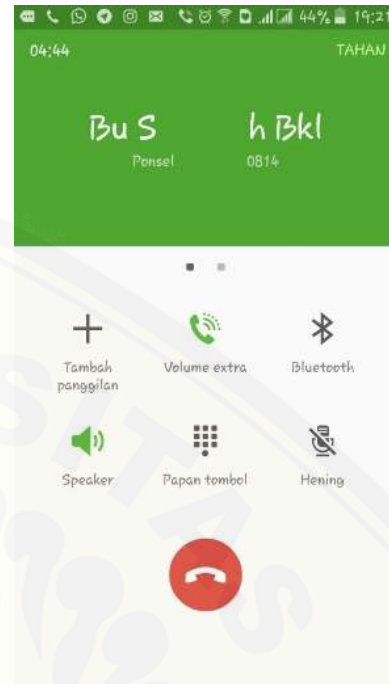 44% 19:21
04:44 TAHAN
Bu S h Bkl
Ponsel 0814
Tambah panggilan
Volume extra
Bluetooth
Speaker
Papan tombol
Hening
SITAS